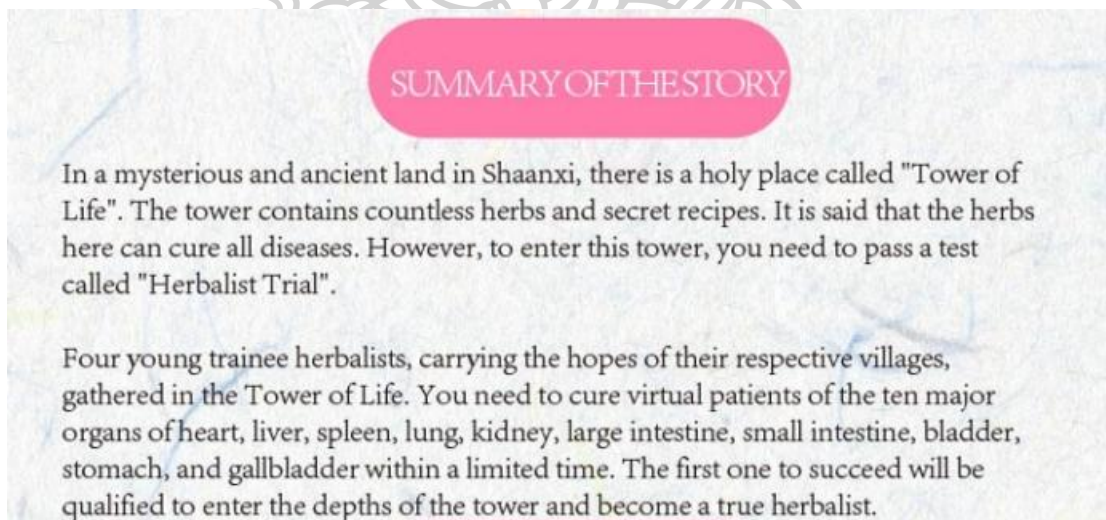 SUMMARY OF THE STORY
In a mysterious and ancient land in Shaanxi, there is a holy place called "Tower of
Life". The tower contains countless herbs and secret recipes. It is said that the herbs
here can cure all diseases. However, to enter this tower, you need to pass a test
called "Herbalist Trial".
Four young trainee herbalists, carrying the hopes of their respective villages,
gathered in the Tower of Life. You need to cure virtual patients of the ten major
organs of heart, liver, spleen, lung, kidney, large intestine, small intestine, bladder,
stomach, and gallbladder within a limited time. The first one to succeed will be
qualified to enter the depths of the tower and become a true herbalist.